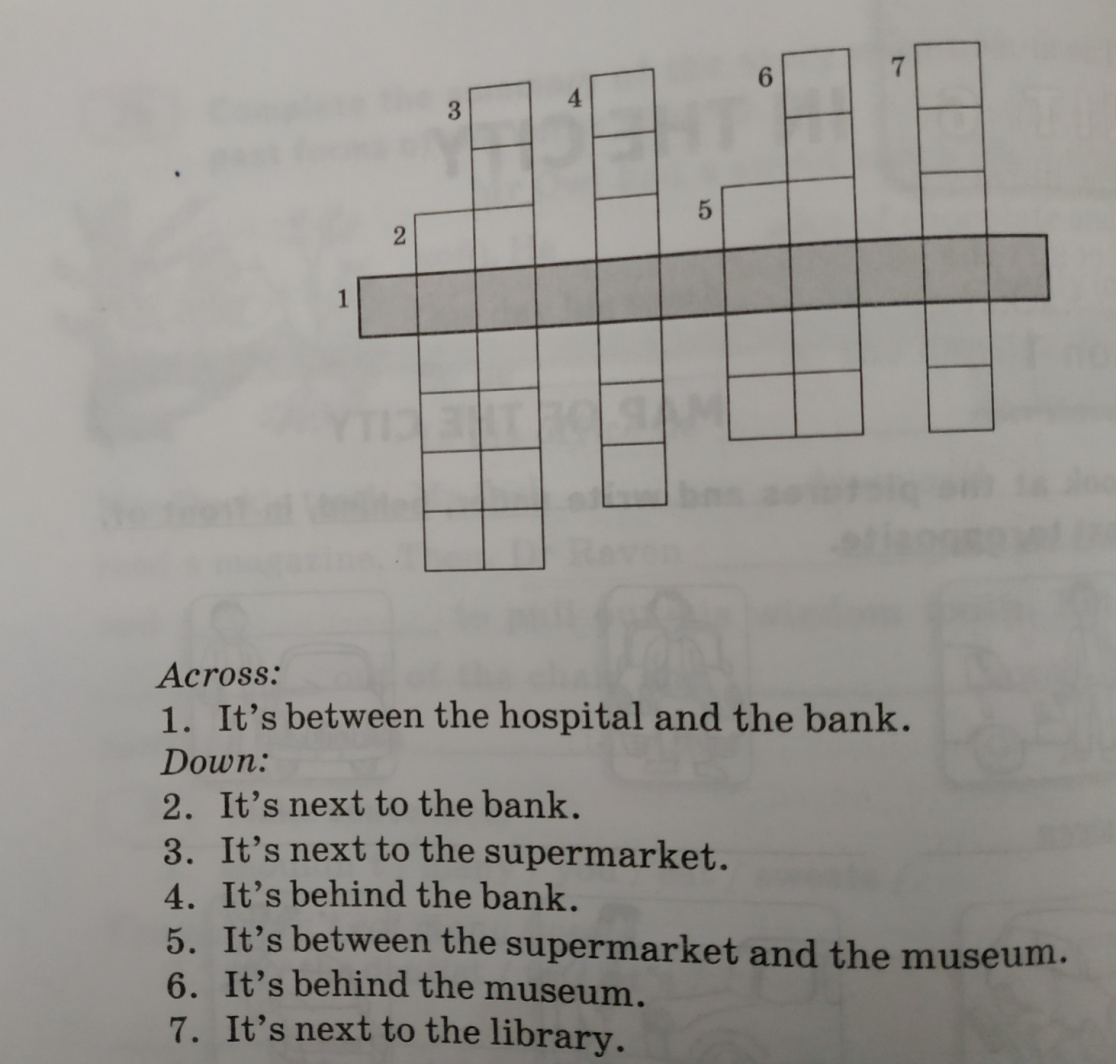 3
4
6
7
2
5
1
Across:
1. It's between the hospital and the bank.
Down:
2. It's next to the bank.
3. It's next to the supermarket.
4. It's behind the bank.
5. It's between the supermarket and the museum.
6. It's behind the museum.
7. It's next to the library.